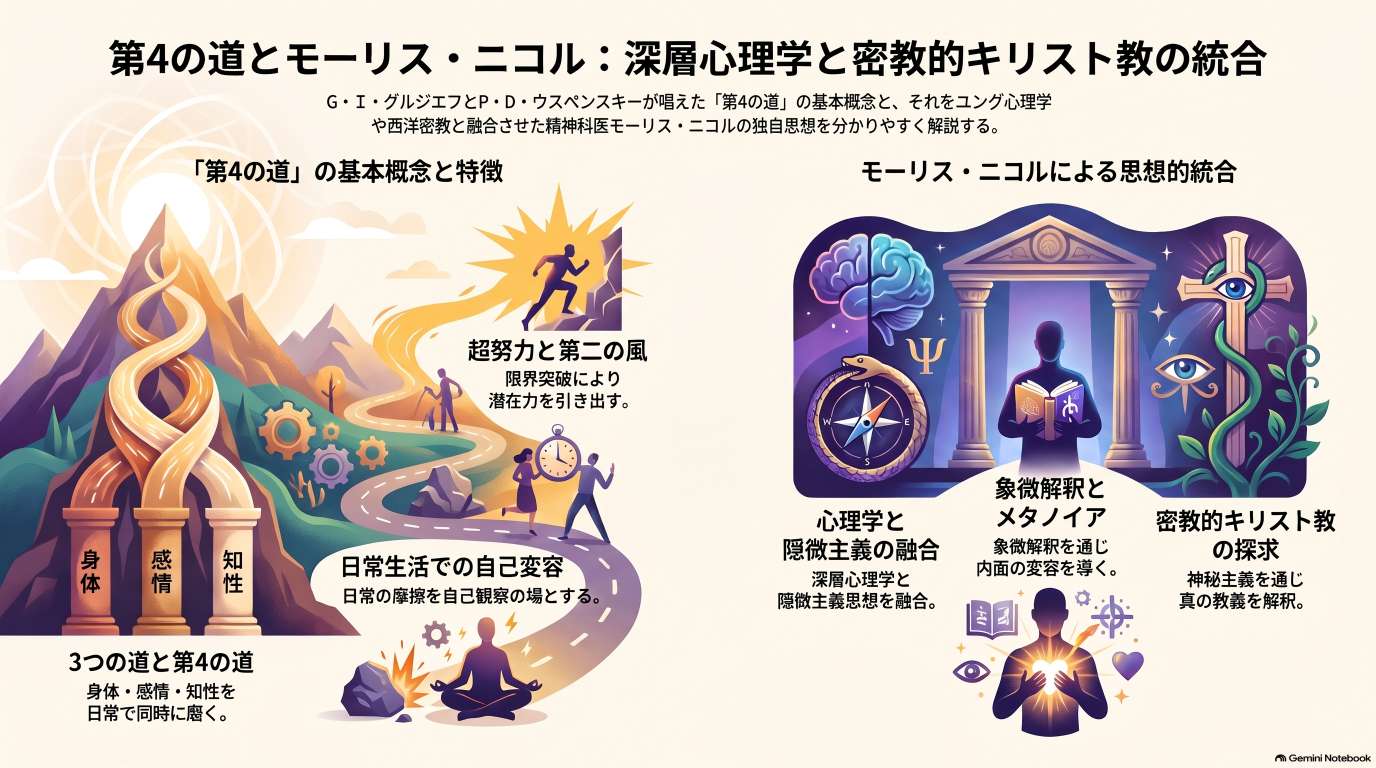 第4の道とモーリス・ニコル：深層心理学と密教的キリスト教の統合
G・I・グルジエフとP・D・ウスペンスキーが唱えた「第4の道」の基本概念と、それをユング心理学
や西洋密教と融合させた精神科医モーリス・ニコルの独自思想を分かりやすく解説する。
「第4の道」の基本概念と特徴
超努力と第二の風
限界突破により
潜在力を引き出す。
身体
感情
知性
日常生活での自己変容
日常の摩擦を自己観察の場とする。
3つの道と第4の道
身体・感情・知性を
日常で同時に磨く。
モーリス・ニコルによる思想的統合
Ψ
n
W
E
S
心理学と
隠微主義の融合
深層心理学と
隠微主義思想を融合。
象微解釈と
メタノイア
象微解釈を通じ
内面の変容を導く。
密教的キリスト教
の探求
神秘主義を通じ
真の教義を解釈。
Gemini Notebook